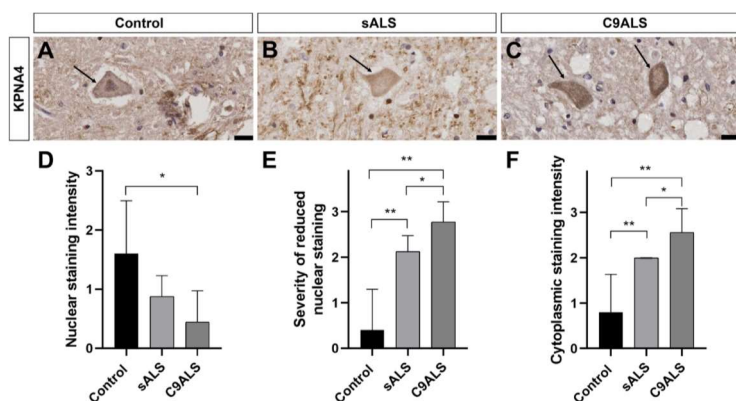 Control
sALS
C9ALS
KPNA4
A
B
C
D
E
F
Nuclear staining intensity
3
2
1
0
*
Control
sALS
C9ALS
Severity of reduced
nuclear staining
3
2
1
0
**
*
**
Control
sALS
C9ALS
Cytoplasmic staining intensity
3
2
1
0
**
*
**
Control
sALS
C9ALS